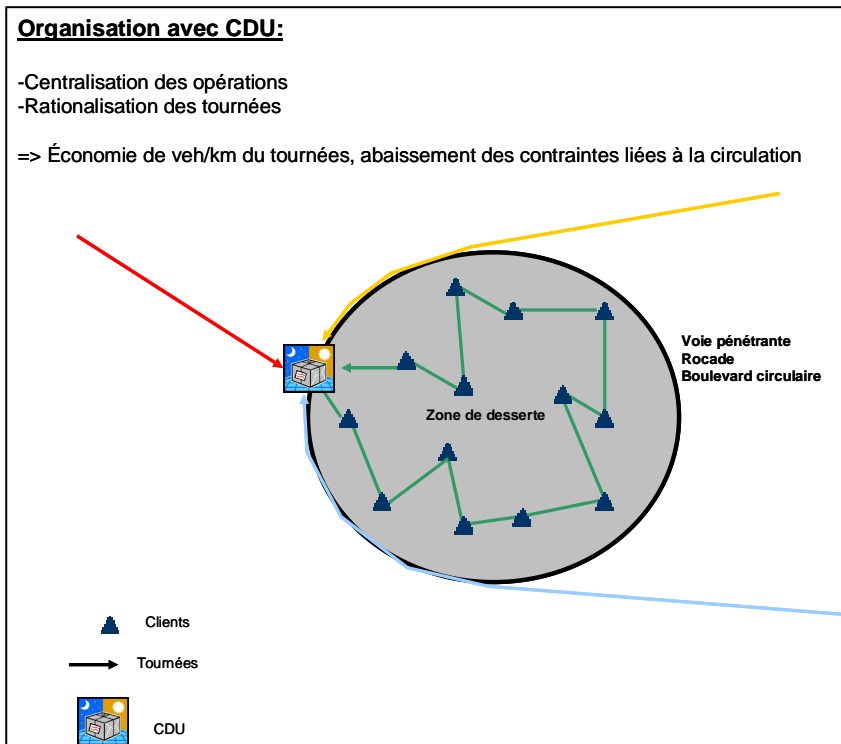 Organisation avec CDU:
-Centralisation des opérations
-Rationalisation des tournées
=> Économie de veh/km du tournées, abaissement des contraintes liées à la circulation
Voie pénétrante
Rocade
Boulevard circulaire
Zone de desserte
Clients
Tournées
CDU